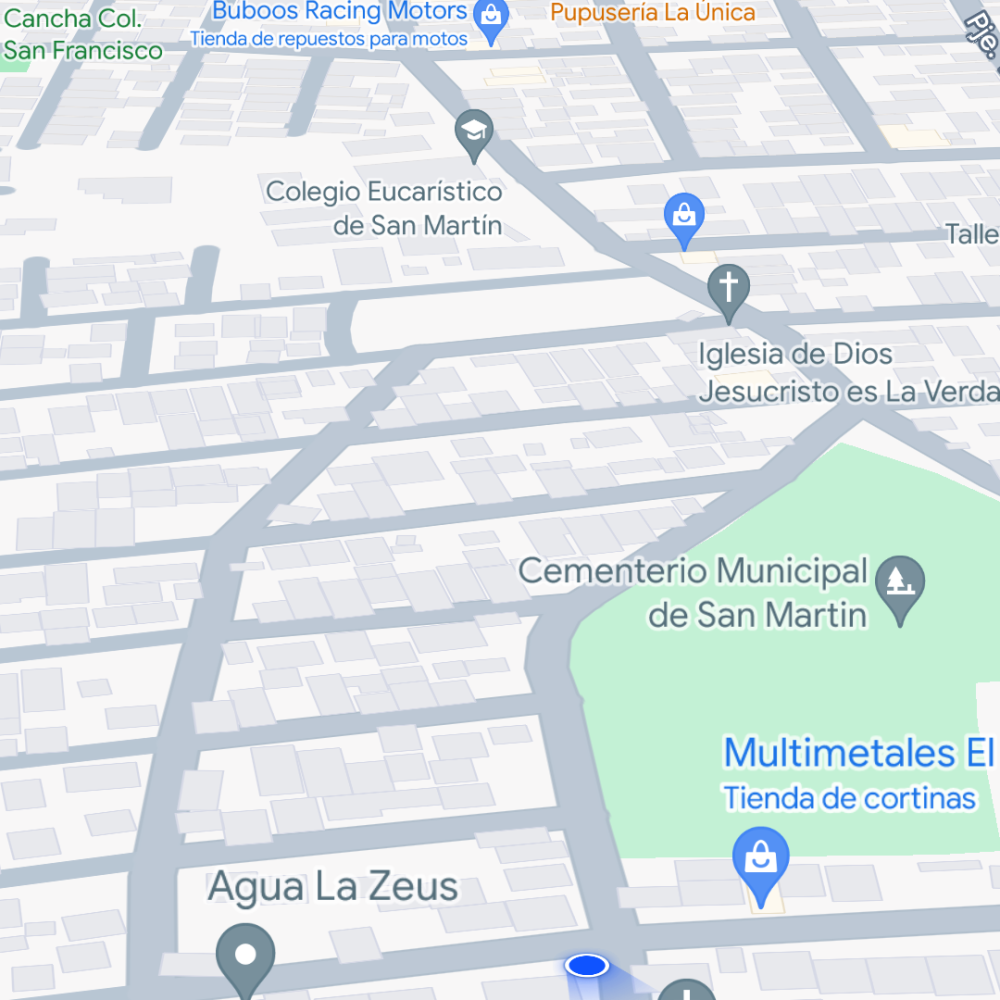 Cancha Col.
San Francisco
Buboos Racing Motors
Tienda de repuestos para motos
Pupusería La Única
Pje.
Colegio Eucarístico
de San Martín
Talle
Iglesia de Dios
Jesucristo es La Verda
Cementerio Municipal
de San Martin
Multimetales El
Tienda de cortinas
Agua La Zeus